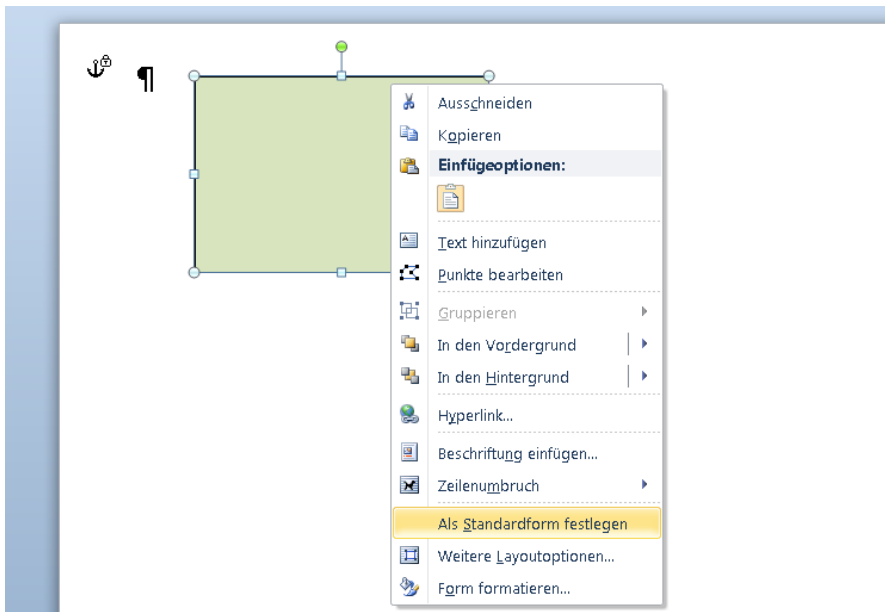 ¶
Ausschneiden
Kopieren
Einfügeoptionen:
Text hinzufügen
Punkte bearbeiten
Gruppieren
In den Vordergrund
In den Hintergrund
Hyperlink...
Beschriftung einfügen...
Zeilenumbruch
Als Standardform festlegen
Weitere Layoutoptionen...
Form formatieren...